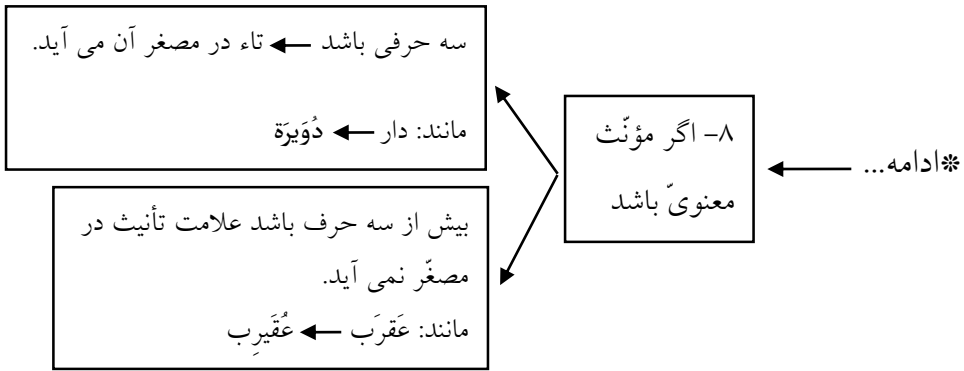 *ادامه...
۸- اگر مؤنّث
معنویّ باشد
سه حرفی باشد ← تاء در مصغر آن می آید.
مانند: دار ← دُوَیرَة
بیش از سه حرف باشد علامت تأنیث در
مصغّر نمی آید.
مانند: عَقرَب ← عُقَیرِب